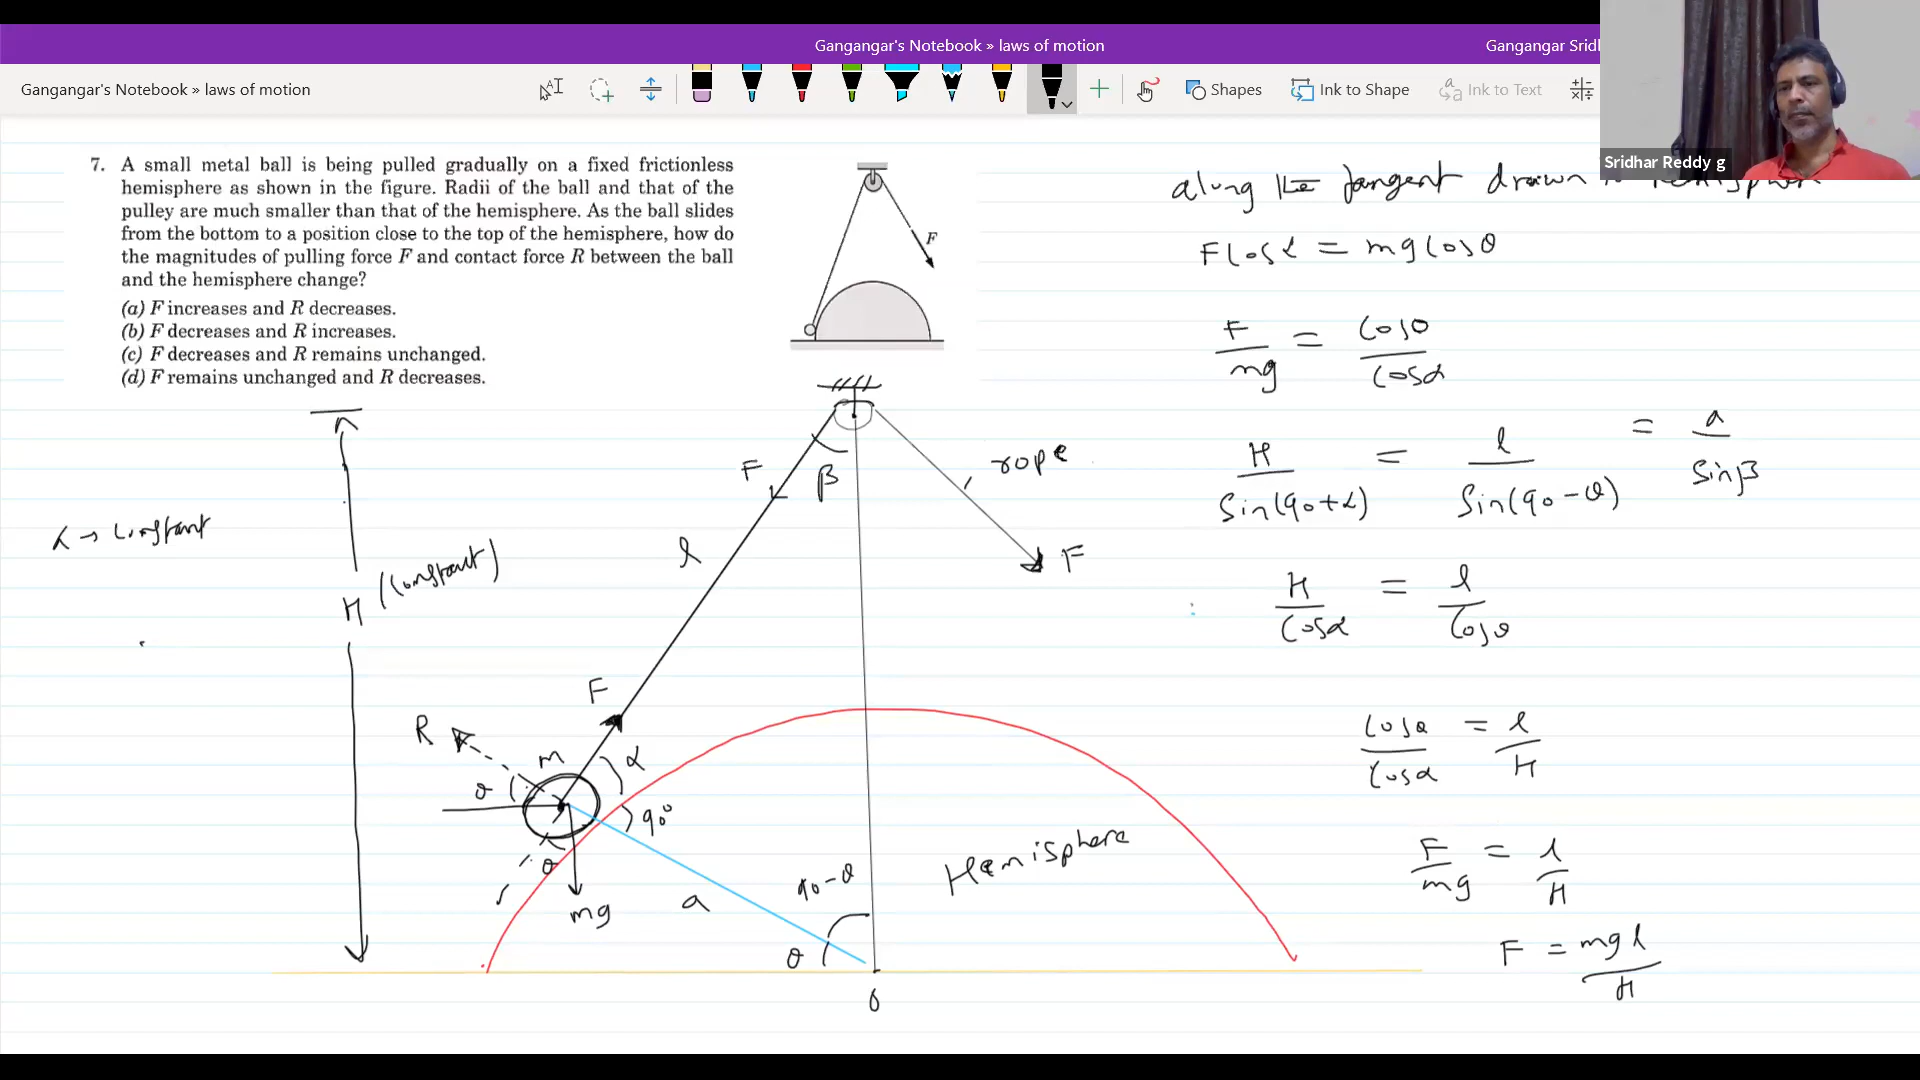 Gangangar's Notebook » laws of motion
Gangangar Sridl
Gangangar's Notebook » laws of motion
Shapes
Ink to Shape
Ink to Text
Sridhar Reddy g
7. A small metal ball is being pulled gradually on a fixed frictionless
hemisphere as shown in the figure. Radii of the ball and that of the
pulley are much smaller than that of the hemisphere. As the ball slides
from the bottom to a position close to the top of the hemisphere, how do
the magnitudes of pulling force F and contact force R between the ball
and the hemisphere change?
(a) F increases and R decreases.
(b) F decreases and R increases.
(c) F decreases and R remains unchanged.
(d) F remains unchanged and R decreases.
F
along the tangent drawn
F cos α = mg cos θ
F/mg = cos θ/cos α
H/Sin(90+α) = l/Sin(90-θ) = a/Sin β
H/cos α = l/cos θ
cos θ/cos α = l/H
F/mg = l/H
F = mg l/H
α → constant
H (constant)
F
β
rope
l
F
F
R
m
α
θ
90°
θ
mg
a
90-θ
θ
Hemisphere
O